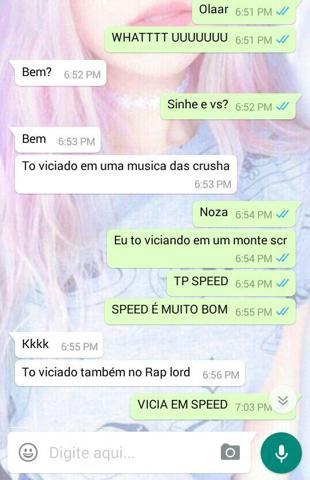 Olaar 6:51 PM
WHATTTT UUUUUUU 6:51 PM
Bem? 6:52 PM
Sinhe e vs? 6:52 PM
Bem 6:53 PM
To viciado em uma musica das crusha
6:53 PM
Noza 6:54 PM
Eu to viciando em um monte scr
6:54 PM
TP SPEED 6:54 PM
SPEED É MUITO BOM 6:55 PM
Kkkk 6:55 PM
To viciado também no Rap lord 6:56 PM
VICIA EM SPEED 7:03 PM
Digite aqui...